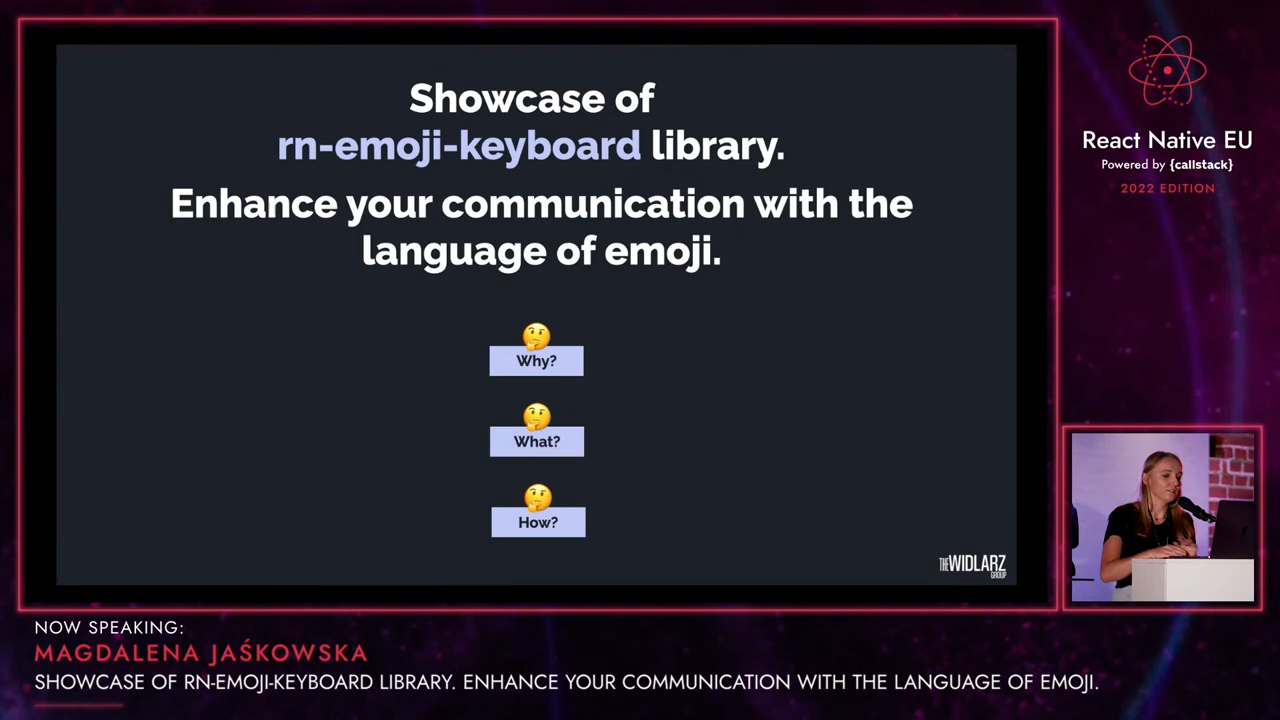 Showcase of
rn-emoji-keyboard library.
Enhance your communication with the
language of emoji.
Why?
What?
How?
THE WIDLARZ
GROUP
React Native EU
Powered by {callstack}
2022 EDITION
NOW SPEAKING:
MAGDALENA JAŚKOWSKA
SHOWCASE OF RN-EMOJI-KEYBOARD LIBRARY. ENHANCE YOUR COMMUNICATION WITH THE LANGUAGE OF EMOJI.